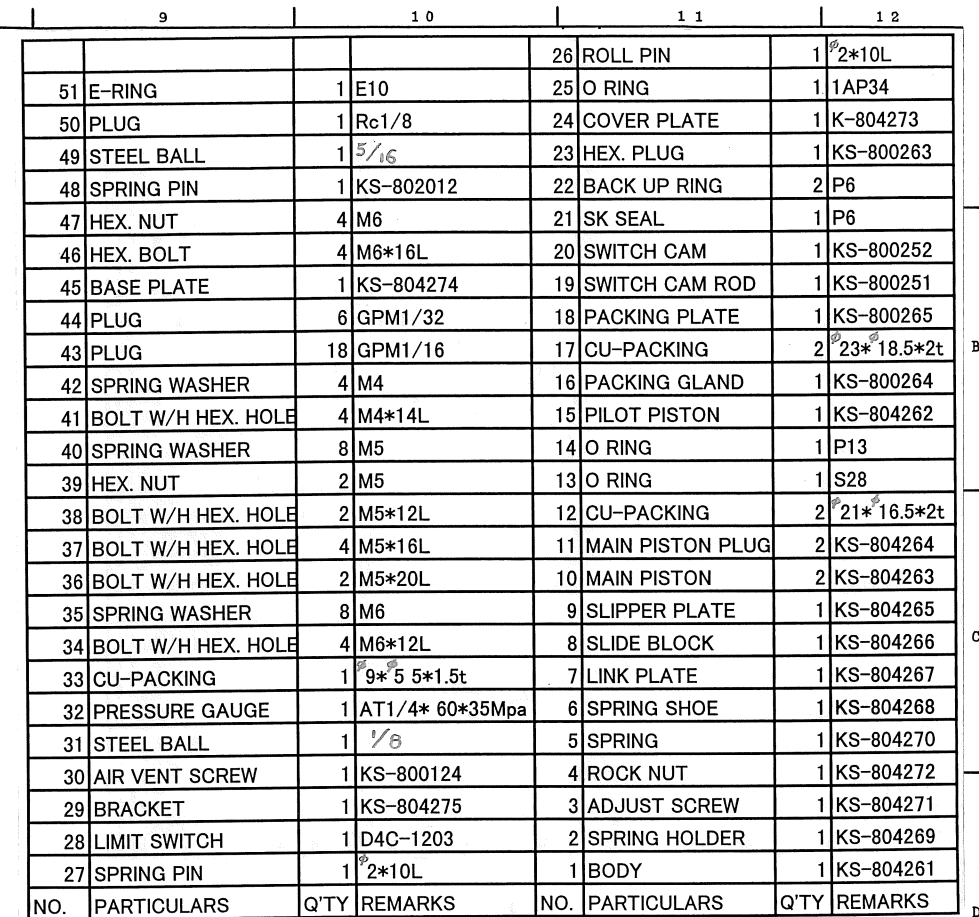 9 10 11 12
26 ROLL PIN 1 φ2*10L
51 E-RING 1 E10 25 O RING 1 1AP34
50 PLUG 1 Rc1/8 24 COVER PLATE 1 K-804273
49 STEEL BALL 1 5/16 23 HEX. PLUG 1 KS-800263
48 SPRING PIN 1 KS-802012 22 BACK UP RING 2 P6
47 HEX. NUT 4 M6 21 SK SEAL 1 P6
46 HEX. BOLT 4 M6*16L 20 SWITCH CAM 1 KS-800252
45 BASE PLATE 1 KS-804274 19 SWITCH CAM ROD 1 KS-800251
44 PLUG 6 GPM1/32 18 PACKING PLATE 1 KS-800265
43 PLUG 18 GPM1/16 17 CU-PACKING 2 φ23*φ18.5*2t B
42 SPRING WASHER 4 M4 16 PACKING GLAND 1 KS-800264
41 BOLT W/H HEX. HOLE 4 M4*14L 15 PILOT PISTON 1 KS-804262
40 SPRING WASHER 8 M5 14 O RING 1 P13
39 HEX. NUT 2 M5 13 O RING 1 S28
38 BOLT W/H HEX. HOLE 2 M5*12L 12 CU-PACKING 2 φ21*φ16.5*2t
37 BOLT W/H HEX. HOLE 4 M5*16L 11 MAIN PISTON PLUG 2 KS-804264
36 BOLT W/H HEX. HOLE 2 M5*20L 10 MAIN PISTON 2 KS-804263
35 SPRING WASHER 8 M6 9 SLIPPER PLATE 1 KS-804265
34 BOLT W/H HEX. HOLE 4 M6*12L 8 SLIDE BLOCK 1 KS-804266 C
33 CU-PACKING 1 φ9*φ5 5*1.5t 7 LINK PLATE 1 KS-804267
32 PRESSURE GAUGE 1 AT1/4* 60*35Mpa 6 SPRING SHOE 1 KS-804268
31 STEEL BALL 1 1/8 5 SPRING 1 KS-804270
30 AIR VENT SCREW 1 KS-800124 4 ROCK NUT 1 KS-804272
29 BRACKET 1 KS-804275 3 ADJUST SCREW 1 KS-804271
28 LIMIT SWITCH 1 D4C-1203 2 SPRING HOLDER 1 KS-804269
27 SPRING PIN 1 φ2*10L 1 BODY 1 KS-804261
NO. PARTICULARS Q'TY REMARKS NO. PARTICULARS Q'TY REMARKS D